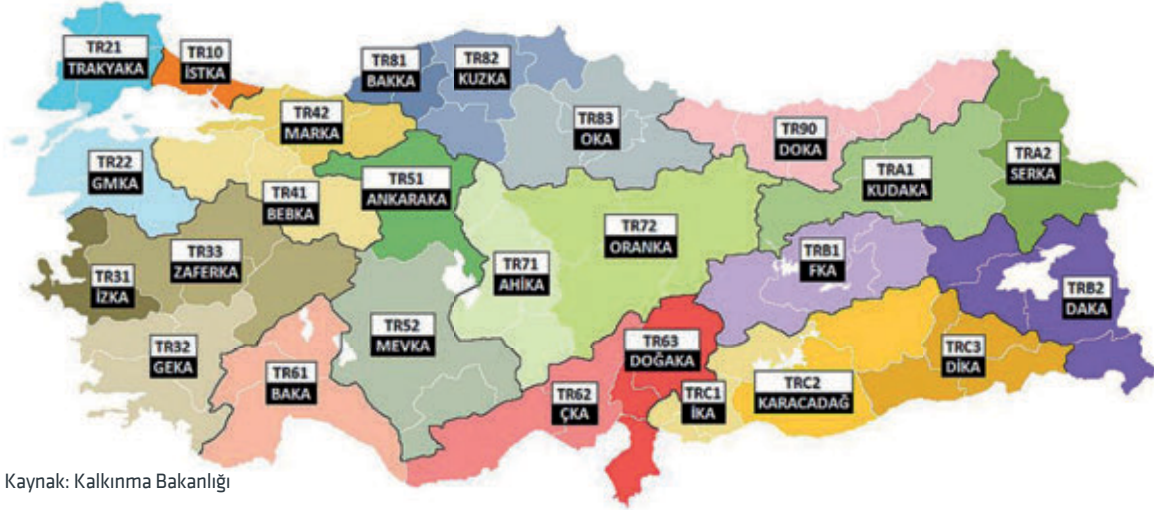 TR21
TRAKYAKA
TR10
İSTKA
TR81
BAKKA
TR82
KUZKA
TR42
MARKA
TR83
OKA
TR90
DOKA
TRA1
KUDAKA
TRA2
SERKA
TR22
GMKA
TR41
BEBKA
TR51
ANKARAKA
TR72
ORANKA
TR33
ZAFERKA
TR31
İZKA
TR71
AHİKA
TRB1
FKA
TRB2
DAKA
TR32
GEKA
TR52
MEVKA
TR61
BAKA
TR62
ÇKA
TR63
DOĞAKA
TRC1
İKA
TRC2
KARACADAĞ
TRC3
DİKA
Kaynak: Kalkınma Bakanlığı